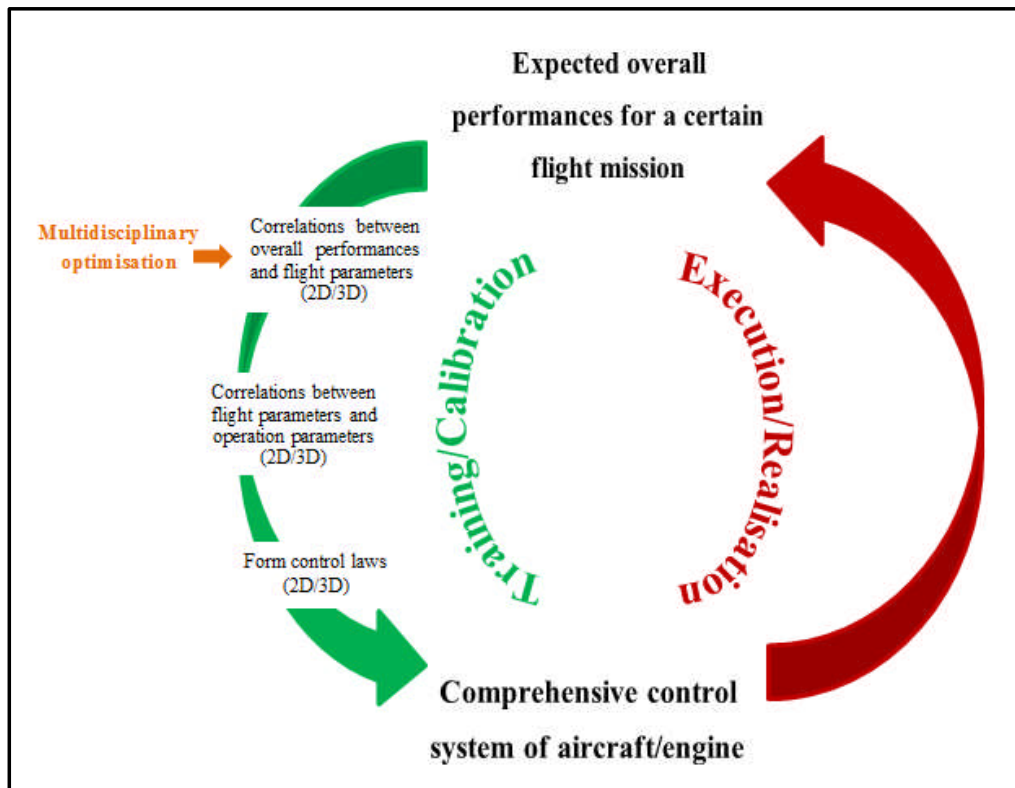 Expected overall
performances for a certain
flight mission
Multidisciplinary
optimisation
Correlations between
overall performances
and flight parameters
(2D/3D)
Training/Calibration
Execution/Realisation
Correlations between
flight parameters and
operation parameters
(2D/3D)
Form control laws
(2D/3D)
Comprehensive control
system of aircraft/engine